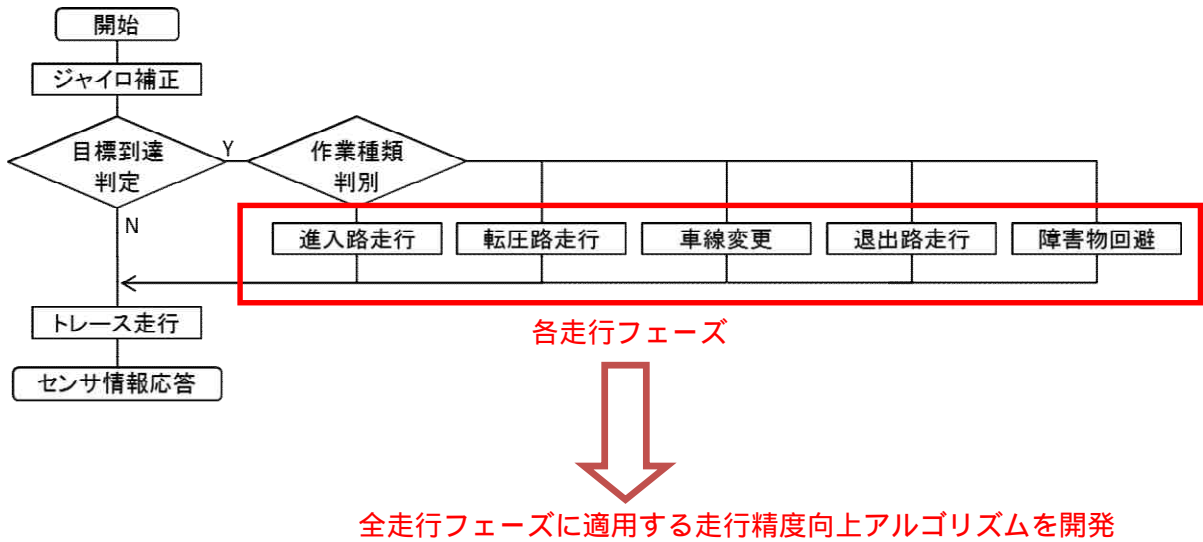 開始
ジャイロ補正
目標到達
判定
Y
作業種類
判別
N
進入路走行
転圧路走行
車線変更
退出路走行
障害物回避
トレース走行
センサ情報応答
各走行フェーズ
全走行フェーズに適用する走行精度向上アルゴリズムを開発